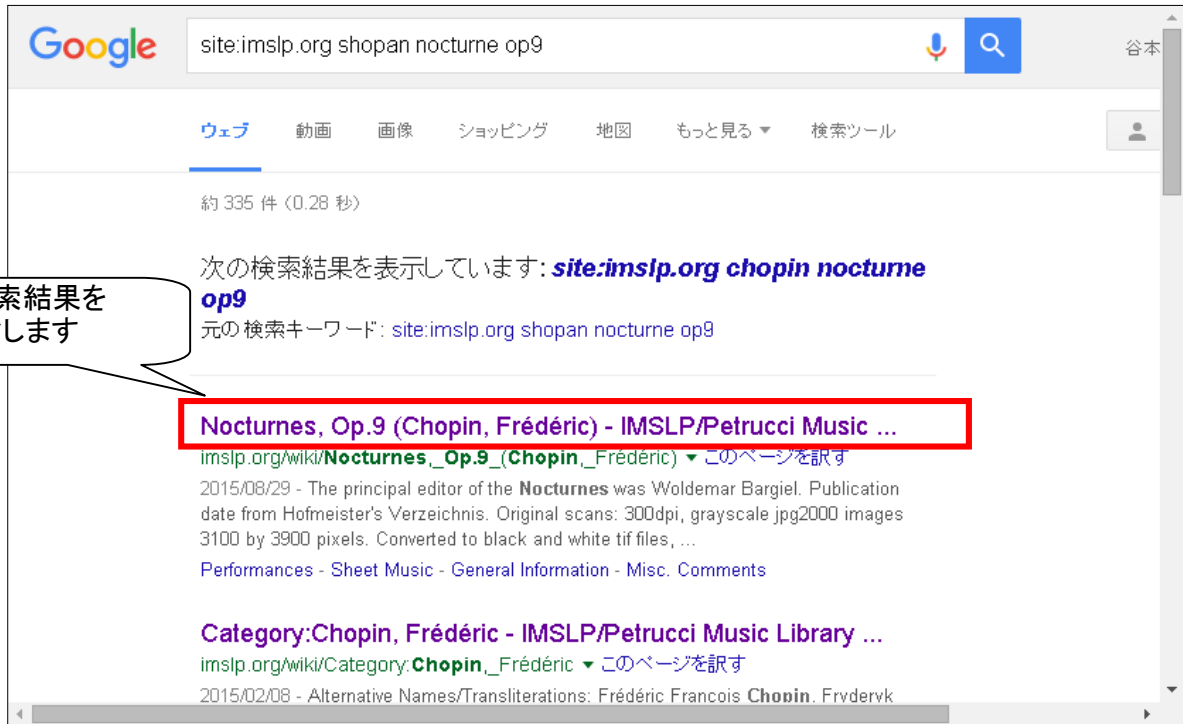 Google
site:imslp.org shopan nocturne op9
谷本
ウェブ 動画 画像 ショッピング 地図 もっと見る ▼ 検索ツール
約 335 件 (0.28 秒)
次の検索結果を表示しています: site:imslp.org chopin nocturne
op9
元の検索キーワード: site:imslp.org shopan nocturne op9
索結果を
します
Nocturnes, Op.9 (Chopin, Frédéric) - IMSLP/Petrucci Music ...
imslp.org/wiki/Nocturnes,_Op.9_(Chopin,_Frédéric) ▼ このページを訳す
2015/08/29 - The principal editor of the Nocturnes was Woldemar Bargiel. Publication
date from Hofmeister's Verzeichnis. Original scans: 300dpi, grayscale jpg2000 images
3100 by 3900 pixels. Converted to black and white tif files, ...
Performances - Sheet Music - General Information - Misc. Comments
Category:Chopin, Frédéric - IMSLP/Petrucci Music Library ...
imslp.org/wiki/Category:Chopin,_Frédéric ▼ このページを訳す
2015/02/08 - Alternative Names/Transliterations: Frédéric François Chopin, Fryderyk